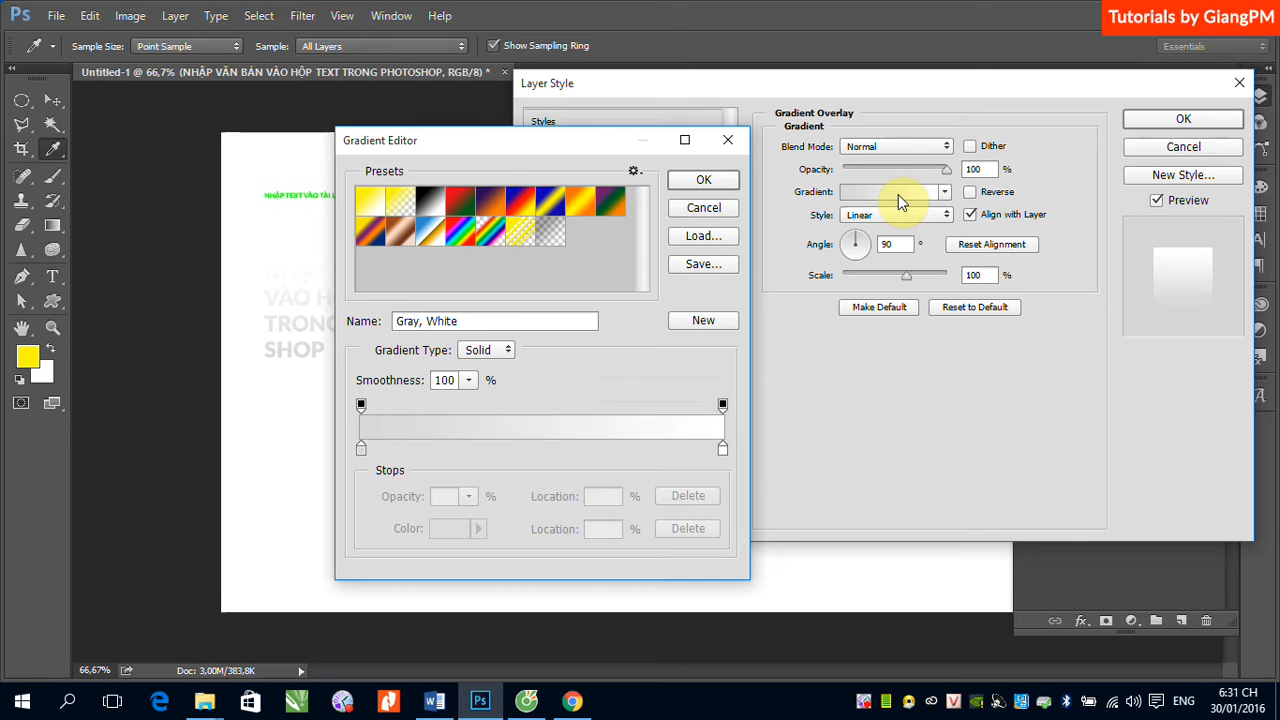 Ps File Edit Image Layer Type Select Filter View Window Help
Tutorials by GiangPM
Sample Size: Point Sample Sample: All Layers Show Sampling Ring Essentials
Untitled-1 @ 66,7% (NHẬP VĂN BẢN VÀO HỘP TEXT TRONG PHOTOSHOP, RGB/8) *
Layer Style
Styles
Gradient Overlay
Gradient
Blend Mode: Normal Dither
Opacity: 100 %
Gradient: Reverse
Style: Linear Align with Layer
Angle: 90 ° Reset Alignment
Scale: 100 %
Make Default Reset to Default
OK
Cancel
New Style...
Preview
Gradient Editor
Presets
OK
Cancel
Load...
Save...
Name: Gray, White New
Gradient Type: Solid
Smoothness: 100 %
Stops
Opacity: % Location: % Delete
Color: Location: % Delete
NHẬP TEXT VÀO TÀI L
VÀO H
TRONG
SHOP
66,67% Doc: 3,00M/383,8K
fx
ENG
6:31 CH
30/01/2016